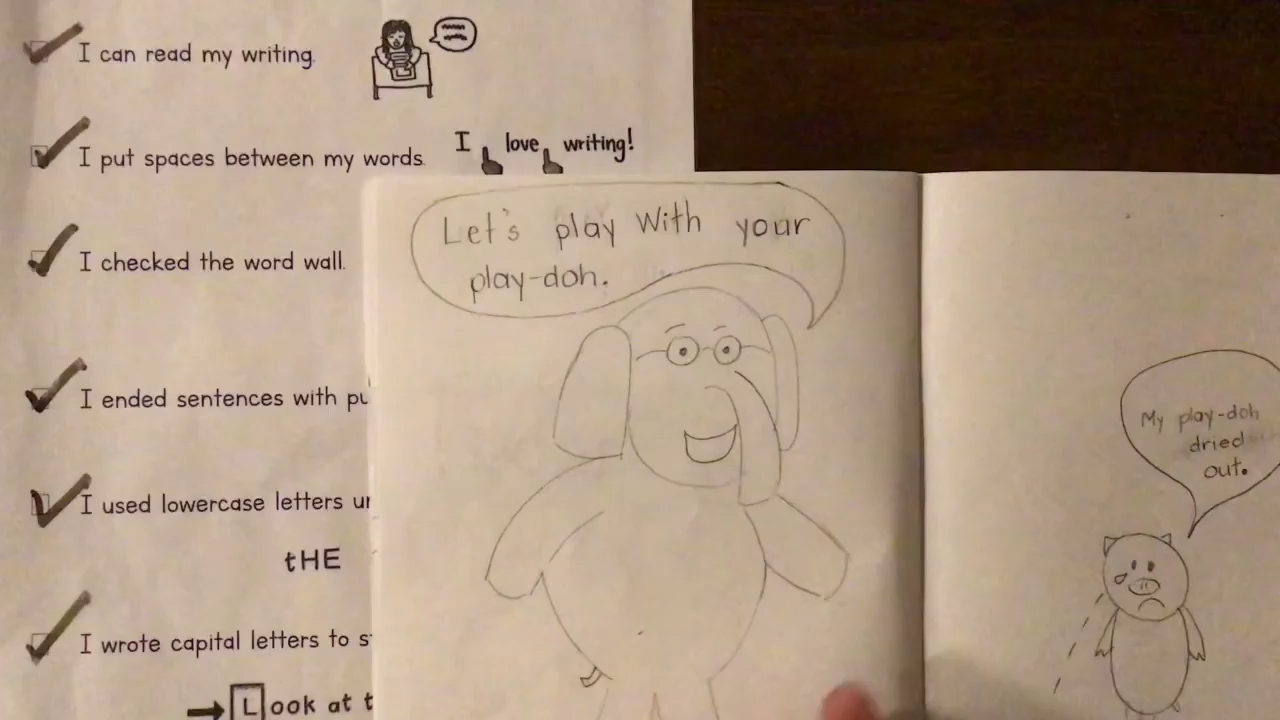 I can read my writing.
I put spaces between my words.
I love writing!
I checked the word wall.
I ended sentences with
I used lowercase letters
tHE
I wrote capital letters to
Look at
Let's play With your
play-doh.
My play-doh
dried
out.